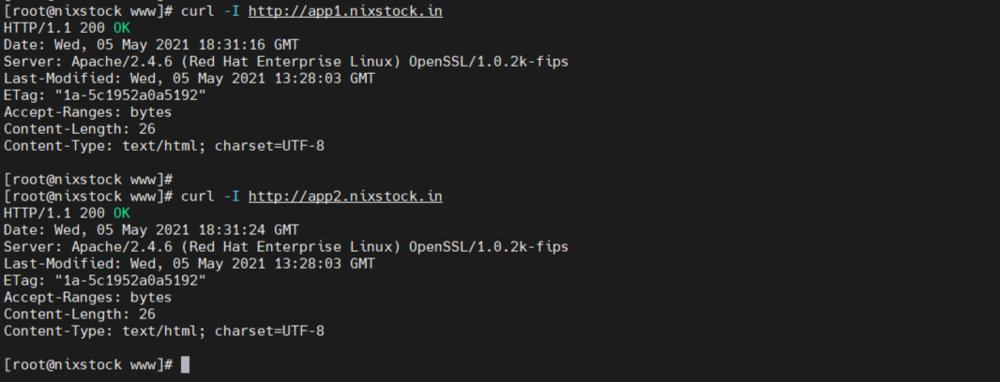 [root@nixstock www]# curl -I http://app1.nixstock.in
HTTP/1.1 200 OK
Date: Wed, 05 May 2021 18:31:16 GMT
Server: Apache/2.4.6 (Red Hat Enterprise Linux) OpenSSL/1.0.2k-fips
Last-Modified: Wed, 05 May 2021 13:28:03 GMT
ETag: "1a-5c1952a0a5192"
Accept-Ranges: bytes
Content-Length: 26
Content-Type: text/html; charset=UTF-8
[root@nixstock www]#
[root@nixstock www]# curl -I http://app2.nixstock.in
HTTP/1.1 200 OK
Date: Wed, 05 May 2021 18:31:24 GMT
Server: Apache/2.4.6 (Red Hat Enterprise Linux) OpenSSL/1.0.2k-fips
Last-Modified: Wed, 05 May 2021 13:28:03 GMT
ETag: "1a-5c1952a0a5192"
Accept-Ranges: bytes
Content-Length: 26
Content-Type: text/html; charset=UTF-8
[root@nixstock www]#